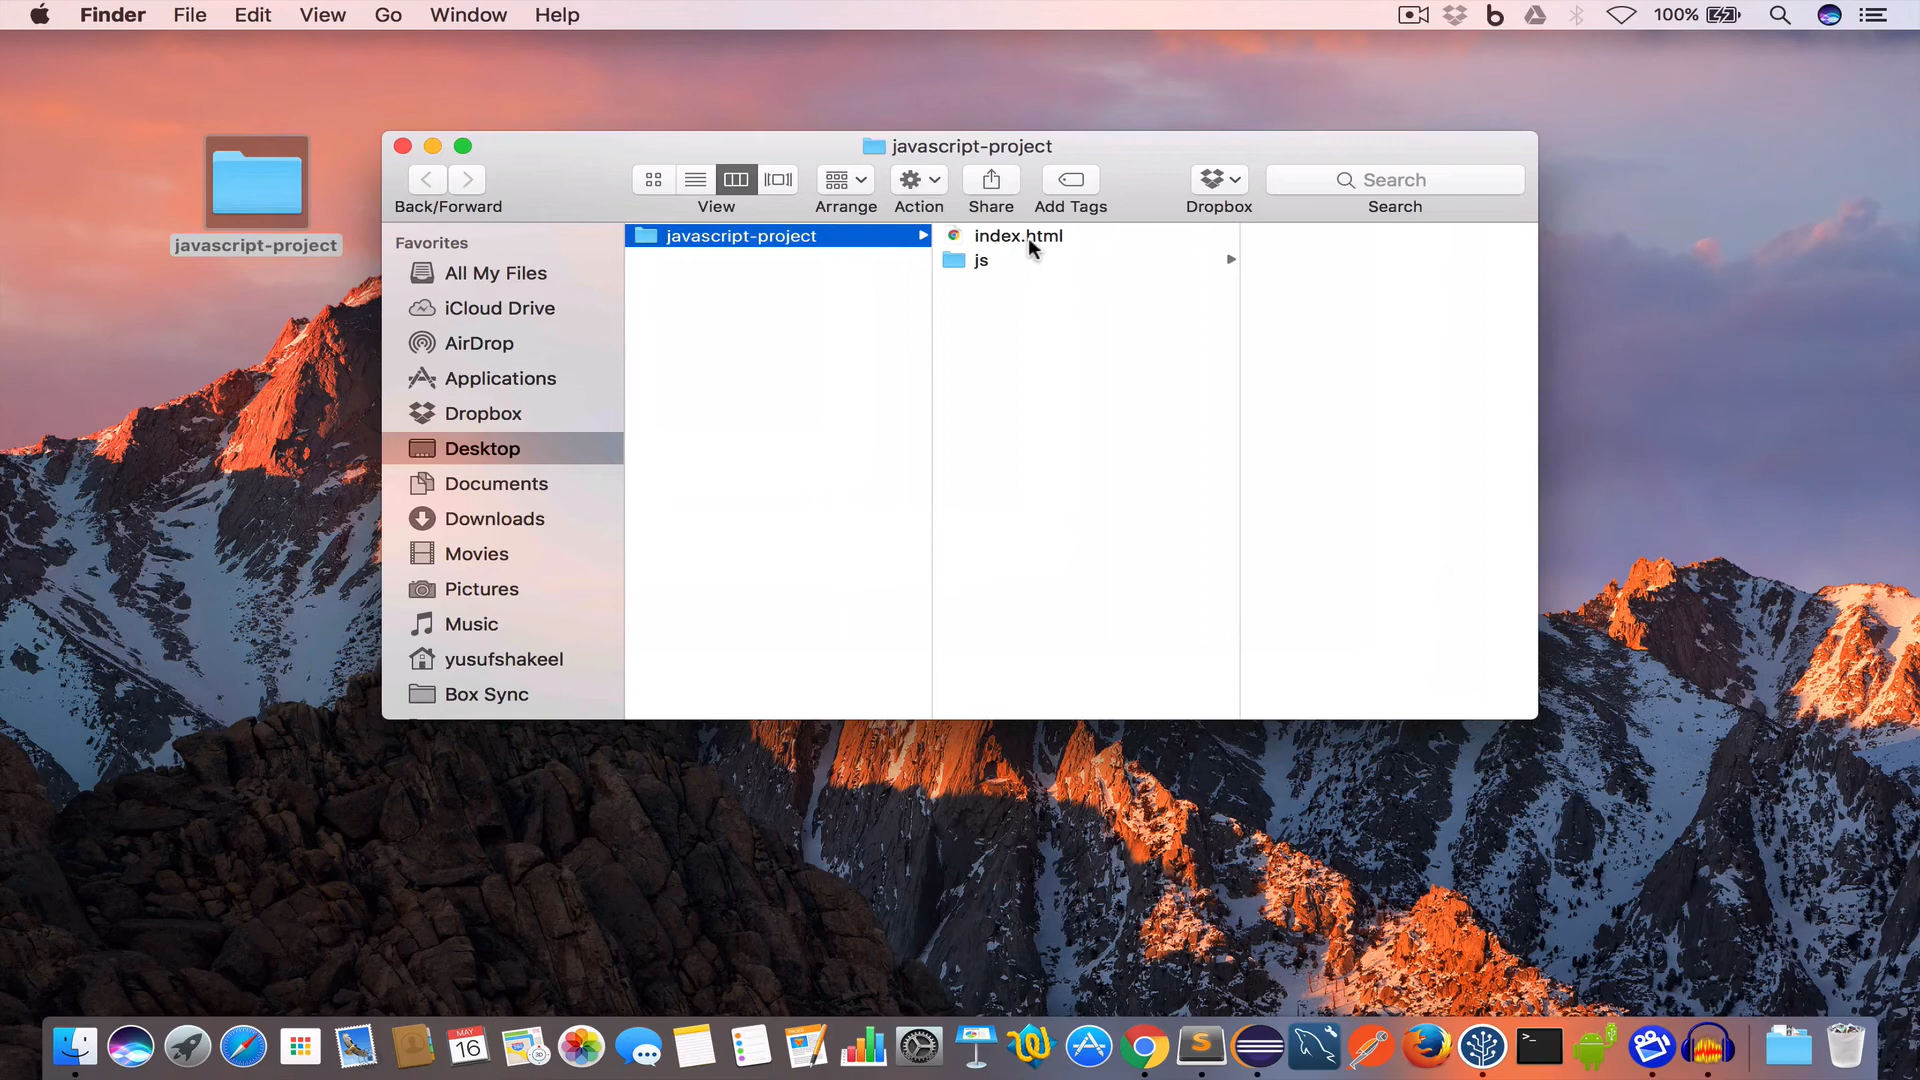 Finder File Edit View Go Window Help 100%
javascript-project
javascript-project
Search
Back/Forward View Arrange Action Share Add Tags Dropbox Search
Favorites
All My Files
iCloud Drive
AirDrop
Applications
Dropbox
Desktop
Documents
Downloads
Movies
Pictures
Music
yusufshakeel
Box Sync
javascript-project
index.html
js
MAY
16